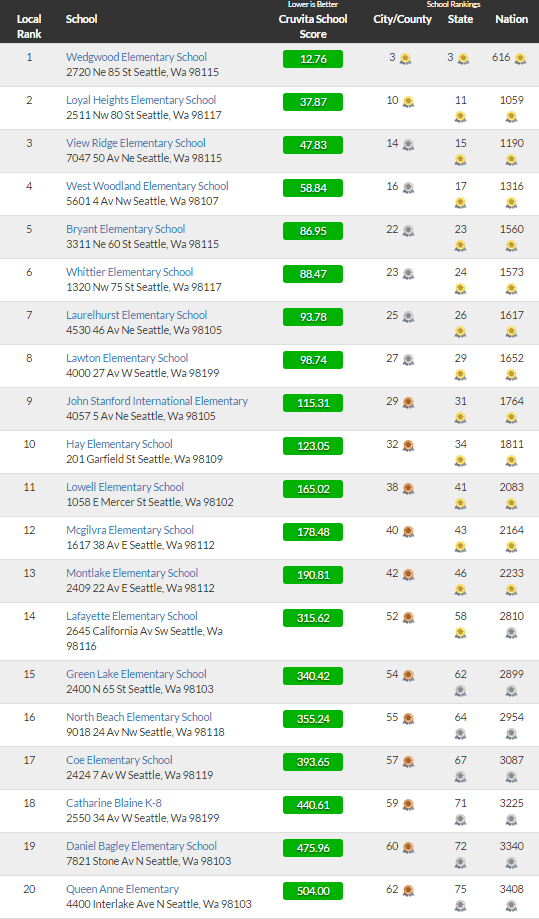 Lower is Better School Rankings
Local Rank School Cruvita School Score City/County State Nation
1 Wedgwood Elementary School 12.76 3 3 616
2720 Ne 85 St Seattle, Wa 98115
2 Loyal Heights Elementary School 37.87 10 11 1059
2511 Nw 80 St Seattle, Wa 98117
3 View Ridge Elementary School 47.83 14 15 1190
7047 50 Av Ne Seattle, Wa 98115
4 West Woodland Elementary School 58.84 16 17 1316
5601 4 Av Nw Seattle, Wa 98107
5 Bryant Elementary School 86.95 22 23 1560
3311 Ne 60 St Seattle, Wa 98115
6 Whittier Elementary School 88.47 23 24 1573
1320 Nw 75 St Seattle, Wa 98117
7 Laurelhurst Elementary School 93.78 25 26 1617
4530 46 Av Ne Seattle, Wa 98105
8 Lawton Elementary School 98.74 27 29 1652
4000 27 Av W Seattle, Wa 98199
9 John Stanford International Elementary 115.31 29 31 1764
4057 5 Av Ne Seattle, Wa 98105
10 Hay Elementary School 123.05 32 34 1811
201 Garfield St Seattle, Wa 98109
11 Lowell Elementary School 165.02 38 41 2083
1058 E Mercer St Seattle, Wa 98102
12 Mcgilvra Elementary School 178.48 40 43 2164
1617 38 Av E Seattle, Wa 98112
13 Montlake Elementary School 190.81 42 46 2233
2409 22 Av E Seattle, Wa 98112
14 Lafayette Elementary School 315.62 52 58 2810
2645 California Av Sw Seattle, Wa
98116
15 Green Lake Elementary School 340.42 54 62 2899
2400 N 65 St Seattle, Wa 98103
16 North Beach Elementary School 355.24 55 64 2954
9018 24 Av Nw Seattle, Wa 98118
17 Coe Elementary School 393.65 57 67 3087
2424 7 Av W Seattle, Wa 98119
18 Catharine Blaine K-8 440.61 59 71 3225
2550 34 Av W Seattle, Wa 98199
19 Daniel Bagley Elementary School 475.96 60 72 3340
7821 Stone Av N Seattle, Wa 98103
20 Queen Anne Elementary 504.00 62 75 3408
4400 Interlake Ave N Seattle, Wa 98103